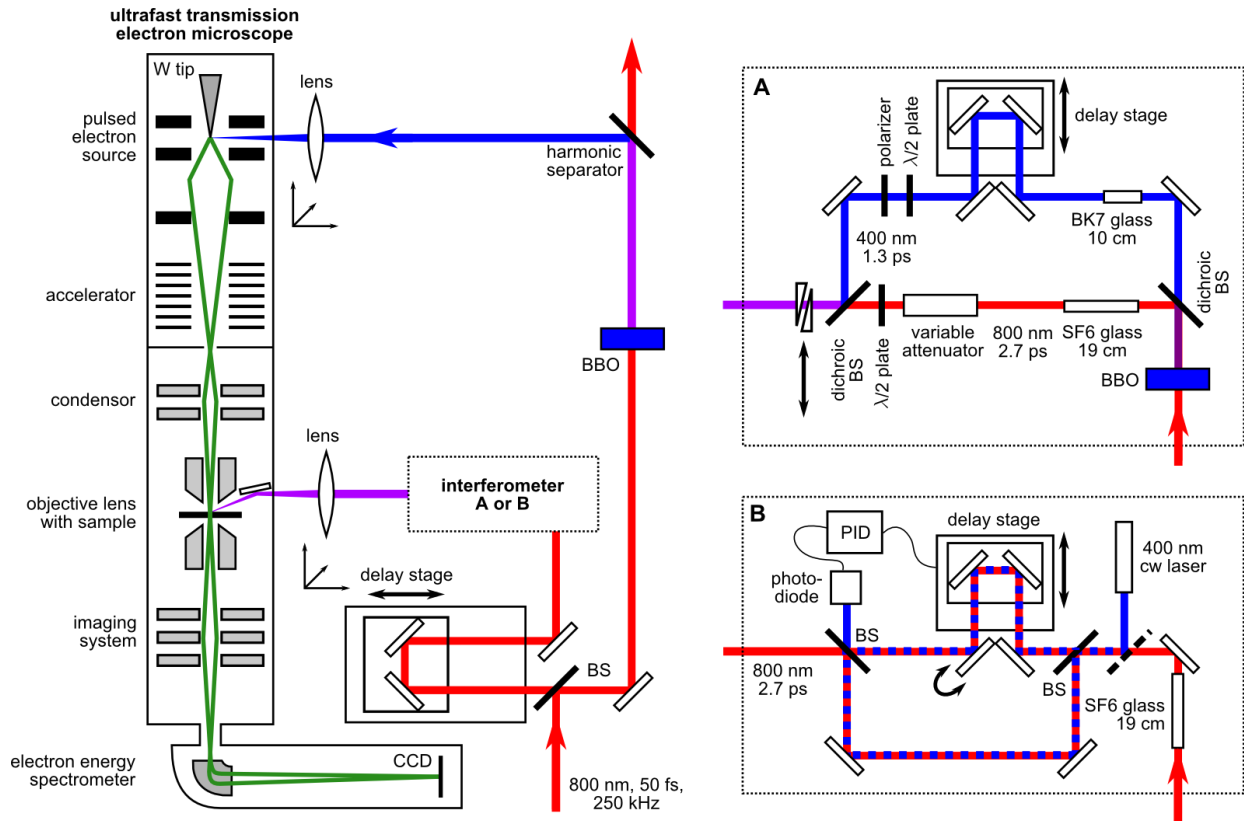 ultrafast transmission
electron microscope
W tip
pulsed
electron
source
lens
harmonic
separator
accelerator
BBO
condensor
lens
interferometer
A or B
objective lens
with sample
delay stage
imaging
system
BS
electron energy
spectrometer
CCD
800 nm, 50 fs,
250 kHz
A
delay stage
polarizer
λ/2 plate
BK7 glass
10 cm
400 nm
1.3 ps
dichroic
BS
λ/2 plate
variable
attenuator
800 nm
2.7 ps
SF6 glass
19 cm
dichroic
BS
BBO
B
PID
delay stage
400 nm
cw laser
photo-
diode
BS
BS
800 nm
2.7 ps
SF6 glass
19 cm